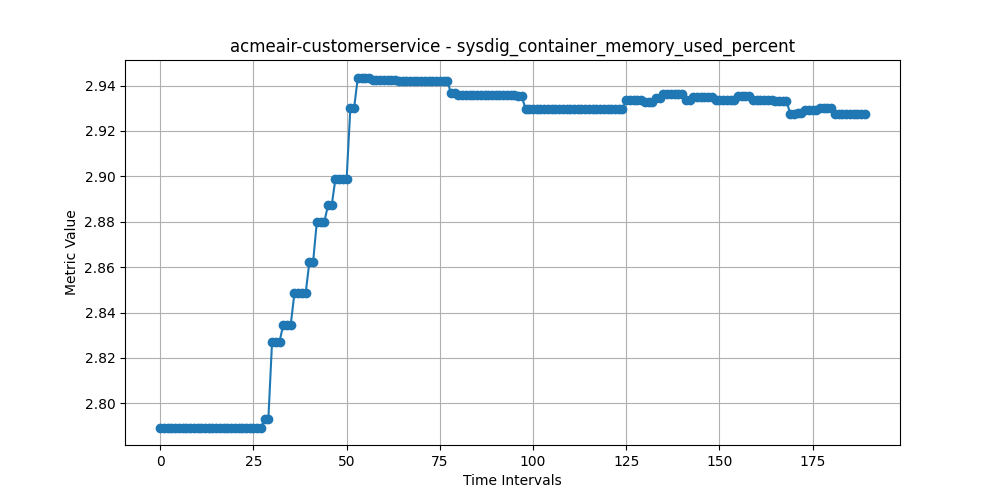 acmeair-customerservice - sysdig_container_memory_used_percent
Metric Value
2.94
2.92
2.90
2.88
2.86
2.84
2.82
2.80
0 25 50 75 100 125 150 175
Time Intervals